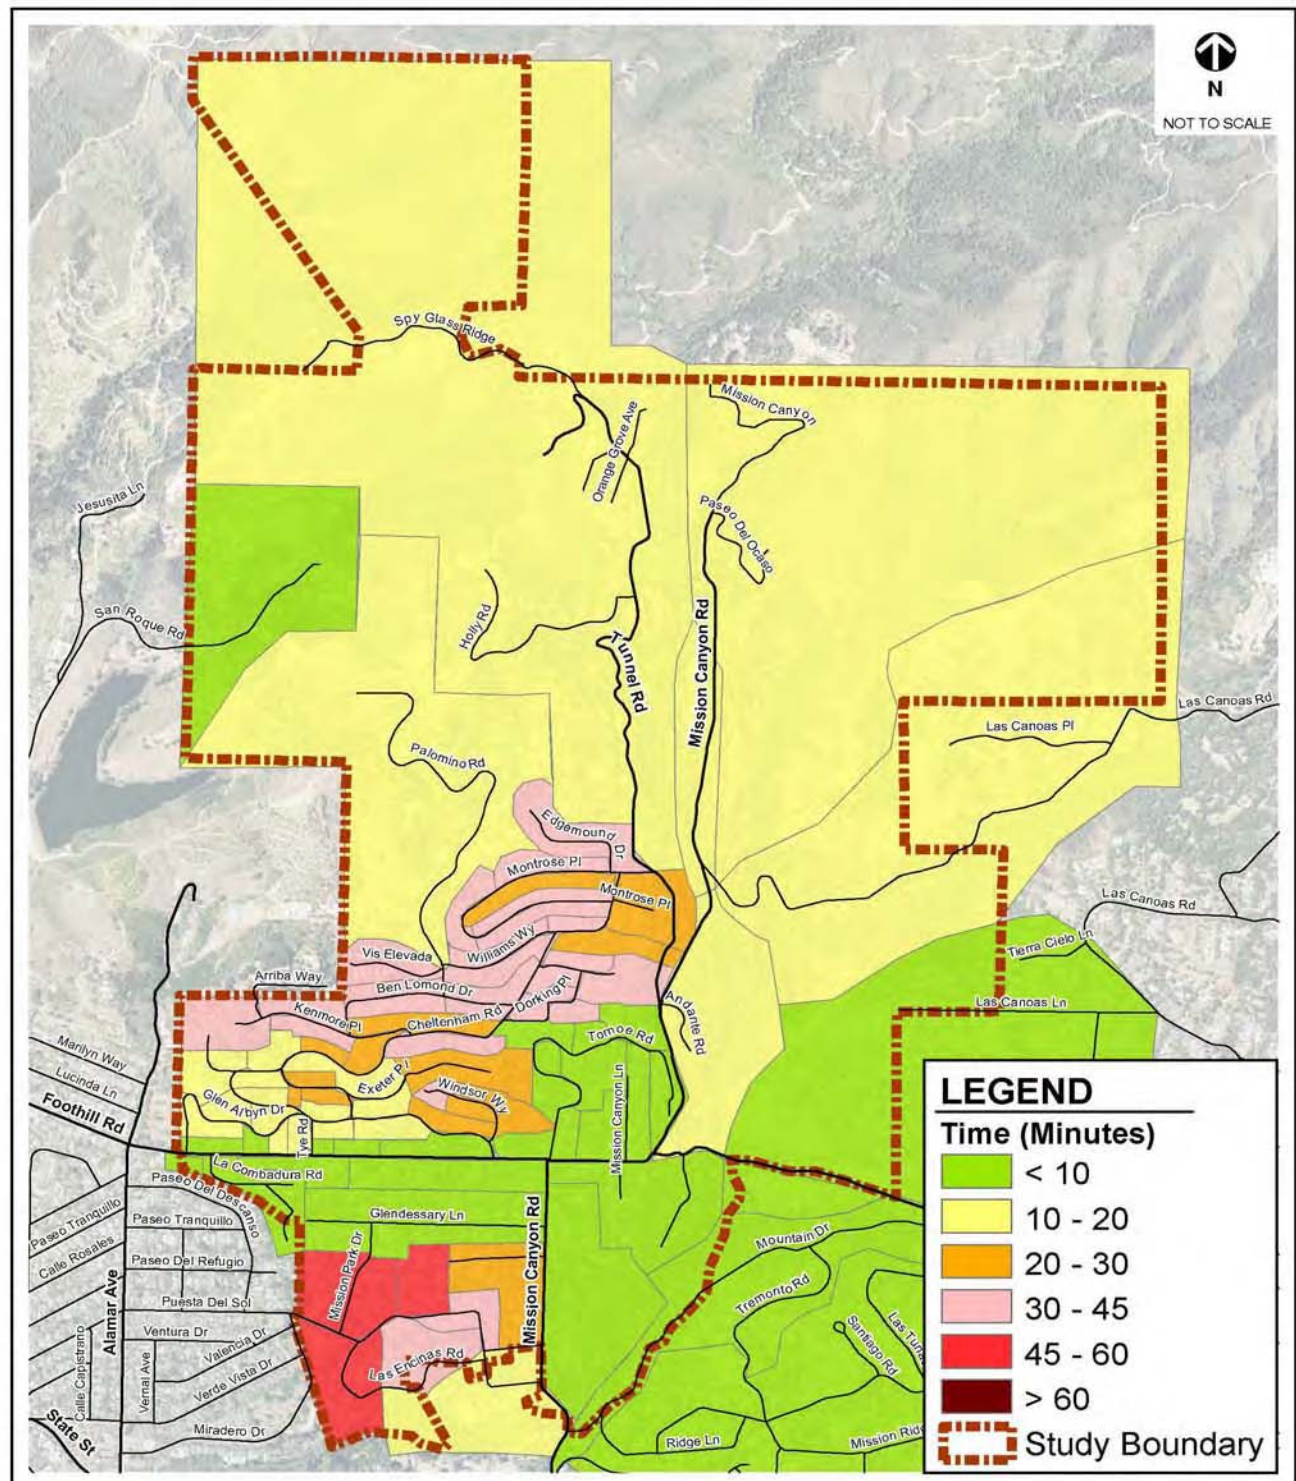 N
NOT TO SCALE
Spy Glass Ridge
Mission Canyon
Orange Grove Ave
Jesusita Ln
Paseo Del Ocaso
San Roque Rd
Holly Rd
Tunnel Rd
Mission Canyon Rd
Las Canoas Rd
Las Canoas Pl
Palomino Rd
Edgemound Dr
Montrose Pl
Montrose Pl
Las Canoas Rd
Williams Wy
Vis Elevada
Tierra Cielo Ln
Arriba Way
Ben Lomond Dr
Dorking Pl
Las Canoas Ln
Kenmore Pl
Cheltenham Rd
Andante Rd
Tomoe Rd
Marilyn Way
Lucinda Ln
Exeter Pl
Windsor Wy
Mission Canyon Ln
Glen Arbyn Dr
Foothill Rd
Tye Rd
La Combadura Rd
Paseo Del Descanso
Paseo Tranquillo
Paseo Tranquillo
Glendessary Ln
Calle Rosales
Paseo Del Refugio
Mission Park Dr
Mission Canyon Rd
Mountain Dr
Tremonto Rd
Puesta Del Sol
Alamar Ave
Ventura Dr
Valencia Dr
Santiago Rd
Las Tuna
Calle Capistrano
Vernal Ave
Verde Vista Dr
Las Encinas Rd
State St
Miradero Dr
Ridge Ln
Mission Ridg
LEGEND
Time (Minutes)
< 10
10 - 20
20 - 30
30 - 45
45 - 60
> 60
Study Boundary